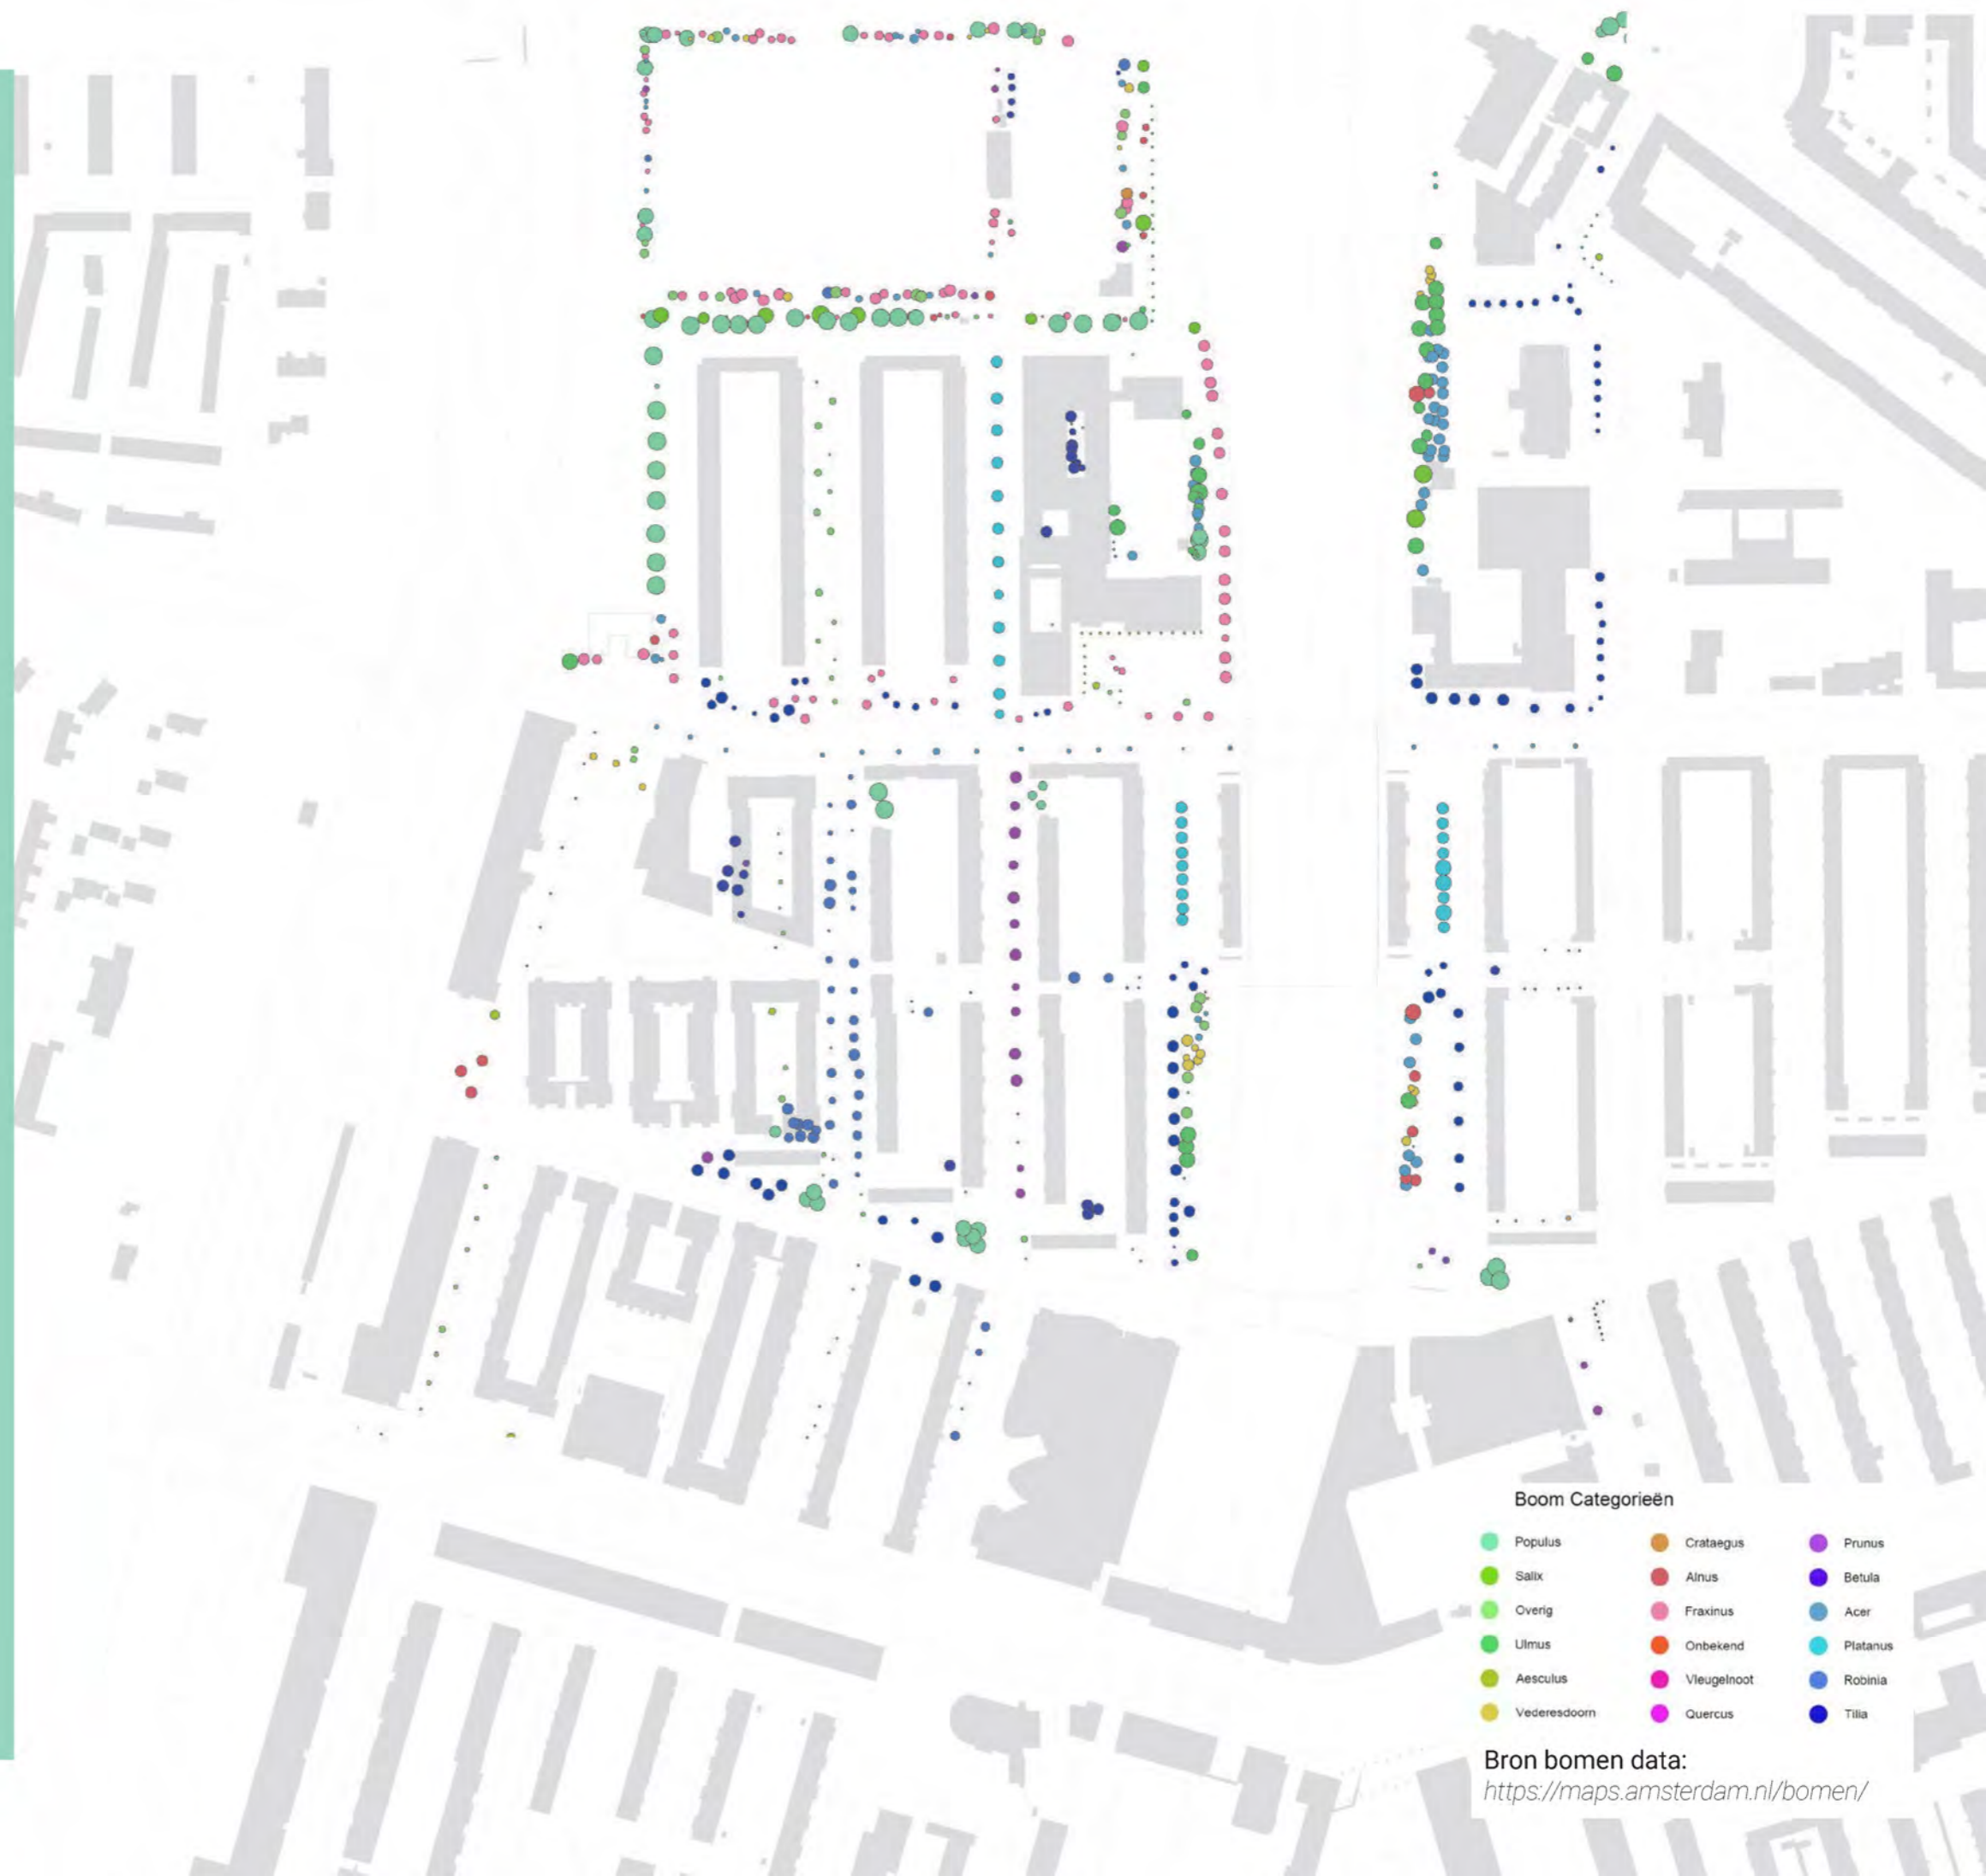 Boom Categorieën
Populus
Salix
Overig
Ulmus
Aesculus
Vederesdoorn
Crataegus
Alnus
Fraxinus
Onbekend
Vleugelnoot
Quercus
Prunus
Betula
Acer
Platanus
Robinia
Tilia
Bron bomen data:
https://maps.amsterdam.nl/bomen/